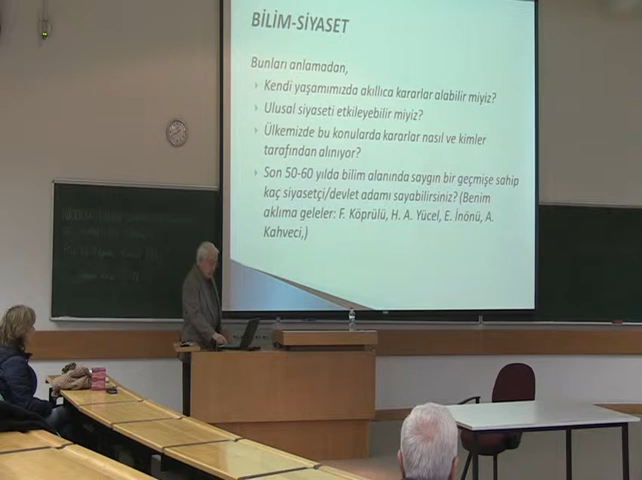 BİLİM-SİYASET
Bunları anlamadan,
Kendi yaşamımızda akıllıca kararlar alabilir miyiz?
Ulusal siyaseti etkileyebilir miyiz?
Ülkemizde bu konularda kararlar nasıl ve kimler
tarafından alınıyor?
Son 50-60 yılda bilim alanında saygın bir geçmişe sahip
kaç siyasetçi/devlet adamı sayabilirsiniz? (Benim
aklıma geleler: F. Köprülü, H. A. Yücel, E. İnönü, A.
Kahveci,)